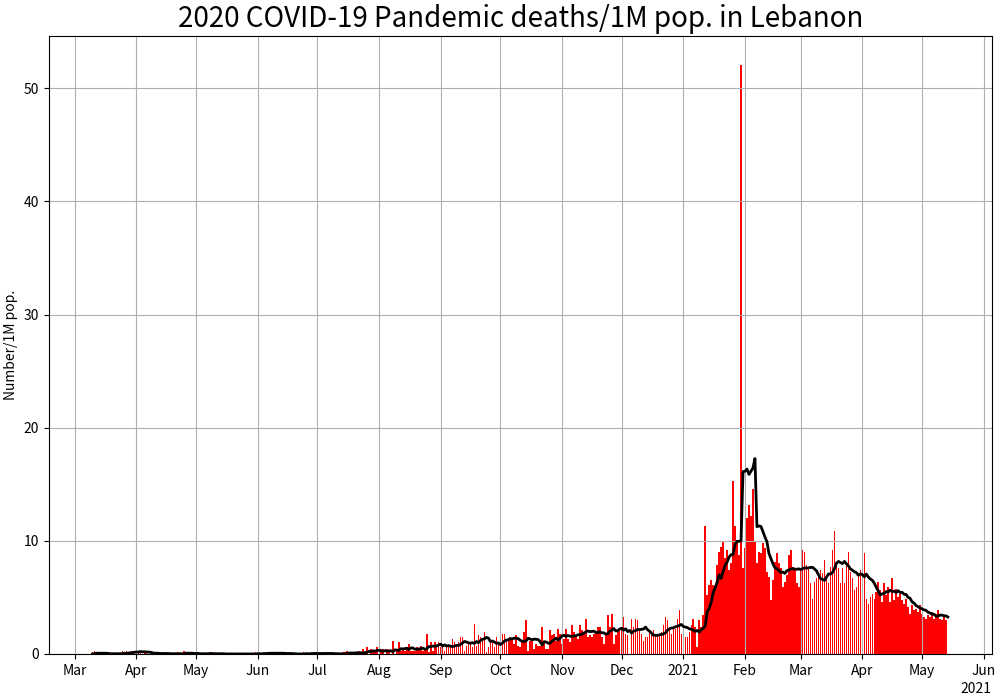 2020 COVID-19 Pandemic deaths/1M pop. in Lebanon
Number/1M pop.
50
40
30
20
10
0
Mar Apr May Jun Jul Aug Sep Oct Nov Dec 2021 Feb Mar Apr May Jun
2021